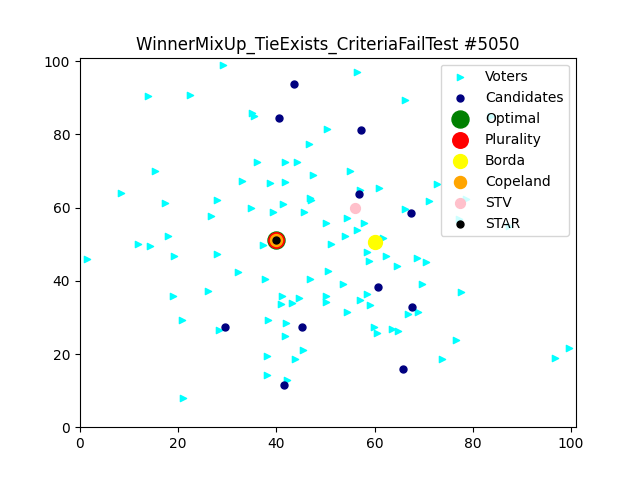 WinnerMixUp_TieExists_CriteriaFailTest #5050
100
80
60
40
20
0
0
20
40
60
80
100
Voters
Candidates
Optimal
Plurality
Borda
Copeland
STV
STAR